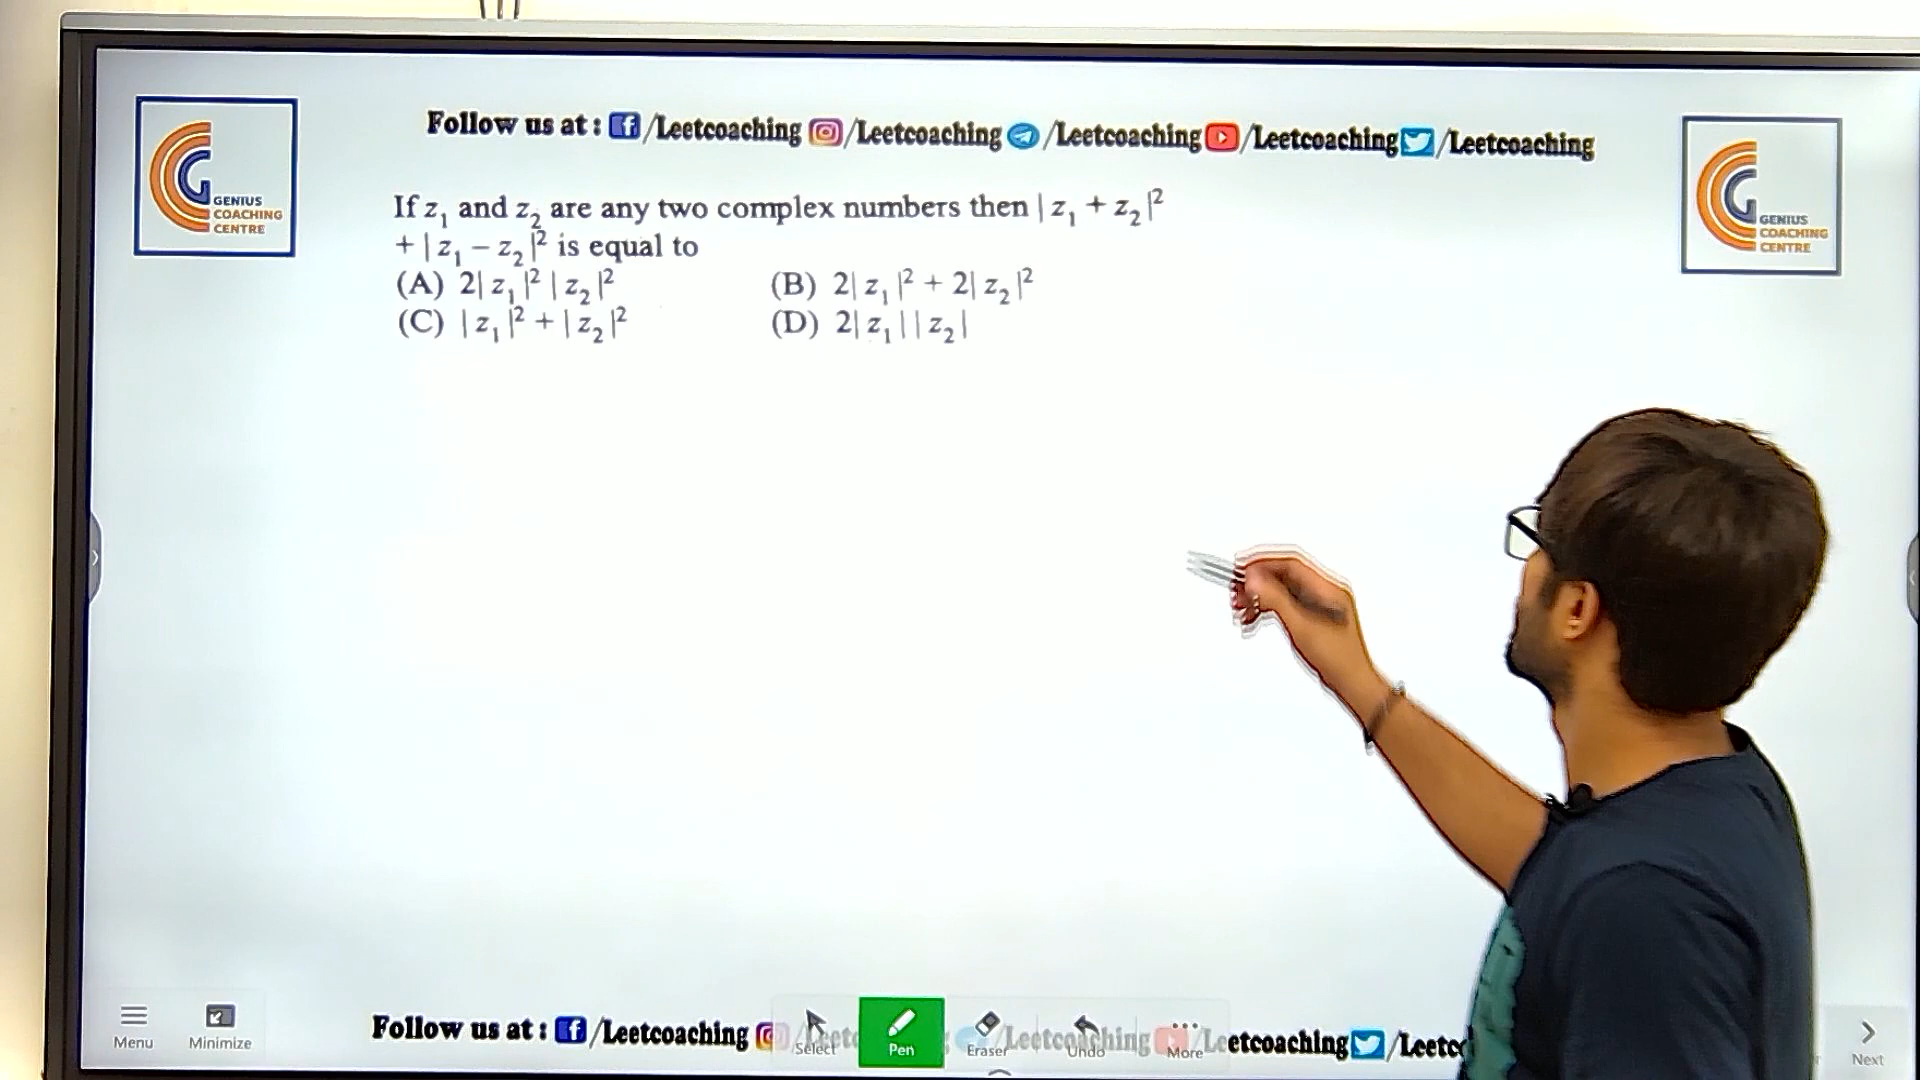 Follow us at : /Leetcoaching /Leetcoaching /Leetcoaching /Leetcoaching /Leetcoaching
GENIUS
COACHING
CENTRE
GENIUS
COACHING
CENTRE
If z₁ and z₂ are any two complex numbers then | z₁ + z₂ |²
+ | z₁ − z₂ |² is equal to
(A) 2| z₁ |² | z₂ |² (B) 2| z₁ |² + 2| z₂ |²
(C) | z₁ |² + | z₂ |² (D) 2| z₁ | | z₂ |
Menu Minimize
Follow us at : /Leetcoaching
Select Pen Eraser Undo More
Leetcoaching /Leetcoaching
Next